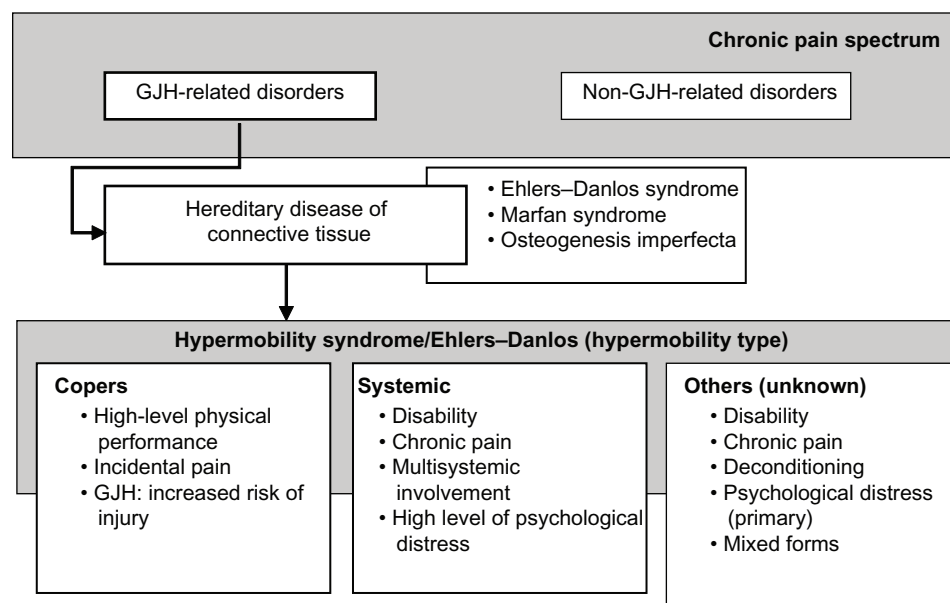 Chronic pain spectrum
GJH-related disorders
Non-GJH-related disorders
Hereditary disease of
connective tissue
• Ehlers–Danlos syndrome
• Marfan syndrome
• Osteogenesis imperfecta
Hypermobility syndrome/Ehlers–Danlos (hypermobility type)
Copers
• High-level physical
performance
• Incidental pain
• GJH: increased risk of
injury
Systemic
• Disability
• Chronic pain
• Multisystemic
involvement
• High level of psychological
distress
Others (unknown)
• Disability
• Chronic pain
• Deconditioning
• Psychological distress
(primary)
• Mixed forms